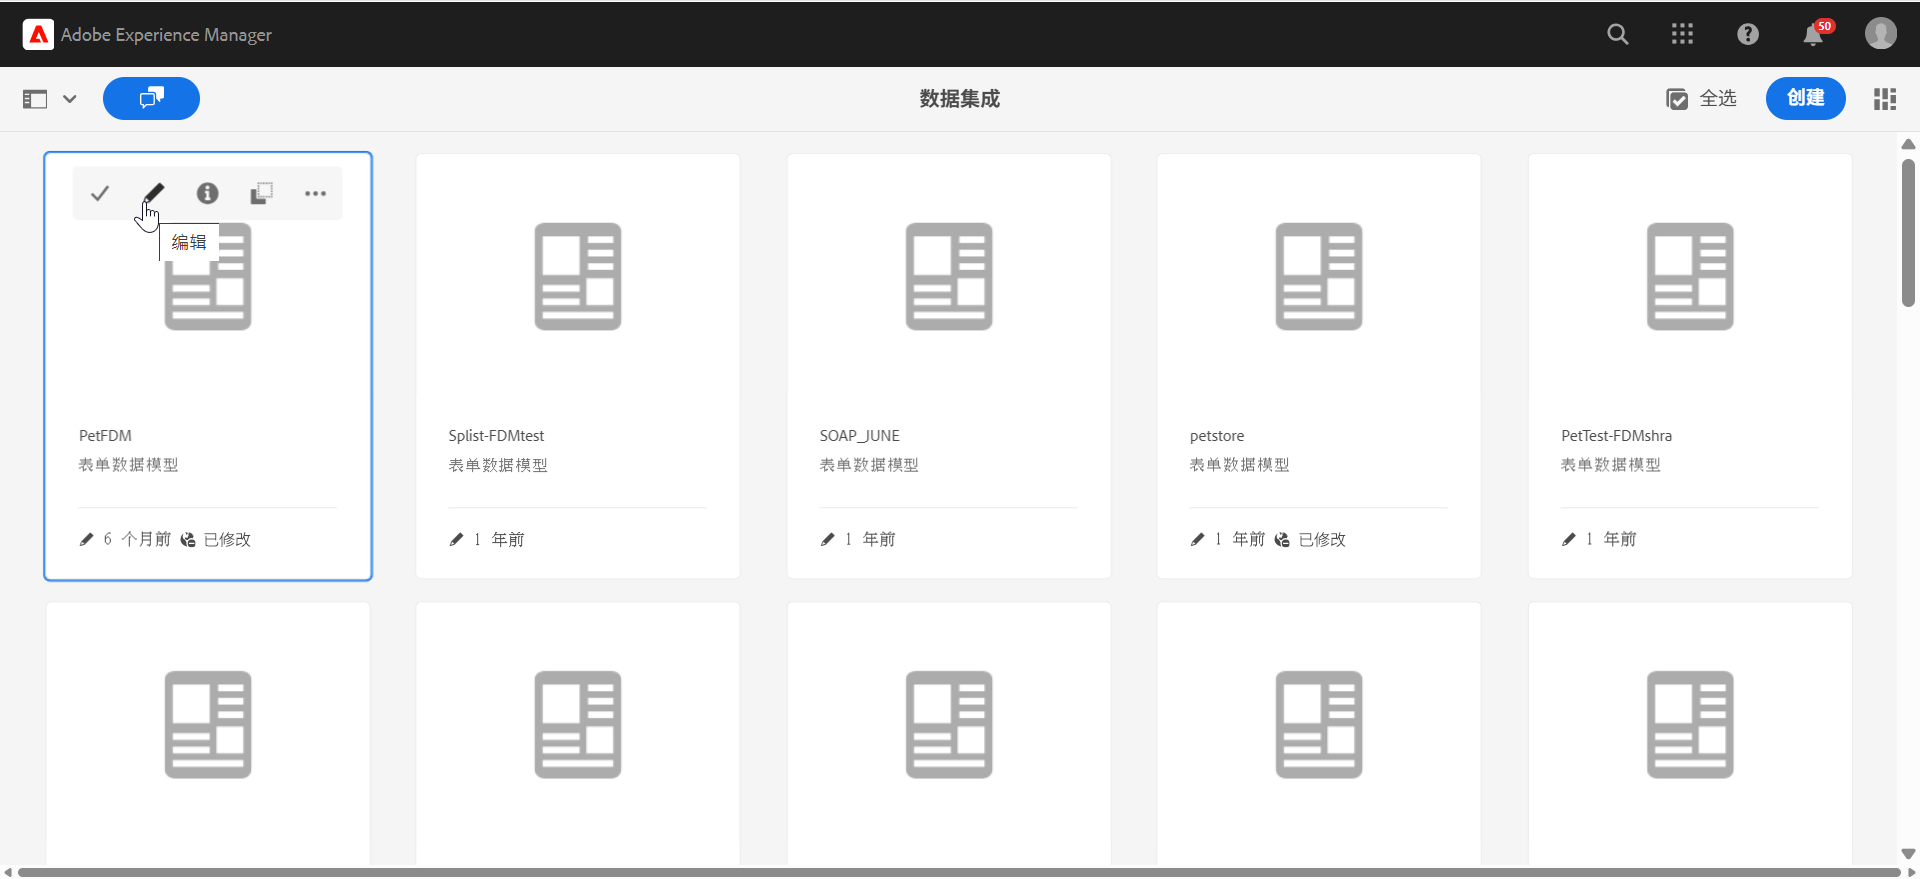 Adobe Experience Manager
50
数据集成
全选
创建
编辑
PetFDM
表单数据模型
6 个月前 已修改
Splist-FDMtest
表单数据模型
1 年前
SOAP_JUNE
表单数据模型
1 年前
petstore
表单数据模型
1 年前 已修改
PetTest-FDMshra
表单数据模型
1 年前